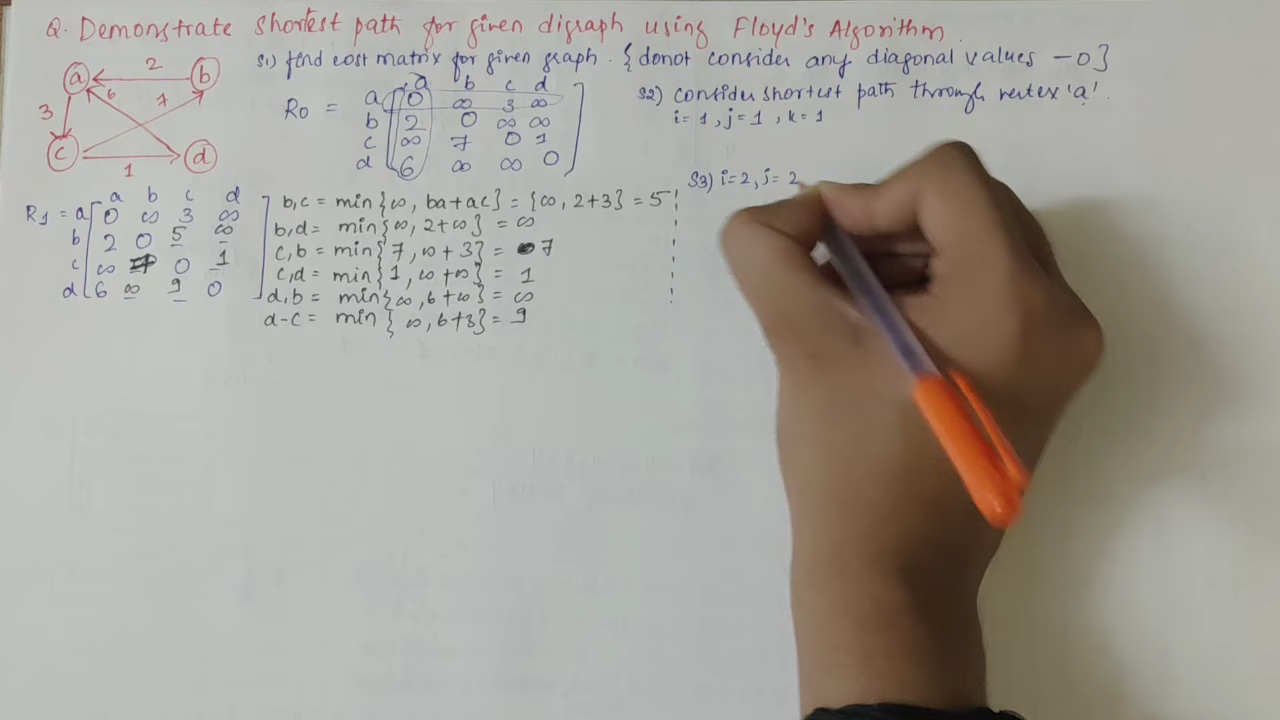 Q. Demonstrate shortest path for given digraph using Floyd's Algorithm.
S1) find cost matrix for given graph. {donot consider any diagonal values - 0}
a 2 b
3 6 7
c 1 d
a b c d
R0 = a 0 ∞ 3 ∞
b 2 0 ∞ ∞
c ∞ 7 0 1
d 6 ∞ ∞ 0
S2) consider shortest path through vertex 'a'.
i=1, j=1, k=1
a b c d
R1 = a 0 ∞ 3 ∞
b 2 0 5 ∞
c ∞ 7 0 1
d 6 ∞ 9 0
b,c = min{∞, ba+ac} = {∞, 2+3} = 5
b,d = min{∞, 2+∞} = ∞
c,b = min{7, ∞+3} = 7
c,d = min{1, ∞+∞} = 1
d,b = min{∞, 6+∞} = ∞
d-c = min{∞, 6+3} = 9
S3) i=2, j=2